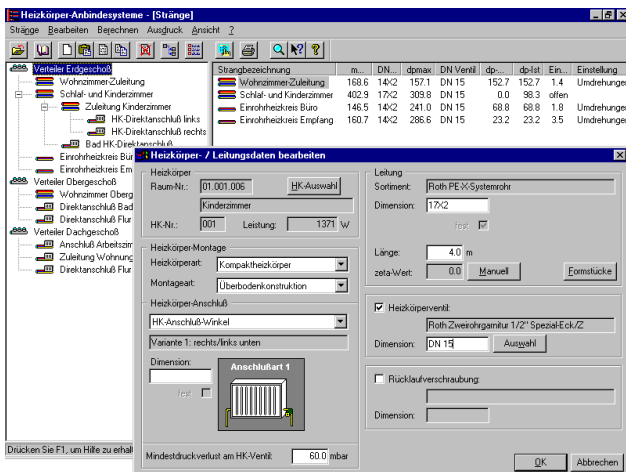 Heizkörper-Anbindesysteme - [Stränge]
Stränge Bearbeiten Berechnen Ausdruck Ansicht ?
Verteiler Erdgeschoß
Wohnzimmer-Zuleitung
Schlaf- und Kinderzimmer
Zuleitung Kinderzimmer
HK-Direktanschluß links
HK-Direktanschluß rechts
Bad HK-Direktanschluß
Einrohrheizkreis Bür
Einrohrheizkreis Em
Verteiler Obergeschoß
Wohnzimmer Oberg
Direktanschluß Bad
Direktanschluß Flur
Verteiler Dachgeschoß
Anschluß Arbeitszim
Zuleitung Wohnung
Direktanschluß Flur
Strangbezeichnung m... DN... dpmax DN Ventil dp-... dp-Ist Ein... Einstellung
Wohnzimmer-Zuleitung 168.6 14X2 157.1 DN 15 152.7 152.7 1.4 Umdrehungen
Schlaf- und Kinderzimmer 402.9 17X2 309.8 DN 15 0.0 98.3 offen
Einrohrheizkreis Büro 146.5 14X2 241.0 DN 15 68.8 68.8 1.8 Umdrehungen
Einrohrheizkreis Empfang 160.7 14X2 286.6 DN 15 23.2 23.2 3.5 Umdrehungen
Heizkörper- / Leitungsdaten bearbeiten
Heizkörper
Raum-Nr.: 01.001.006 HK-Auswahl
Kinderzimmer
HK-Nr.: 001 Leistung: 1371 W
Heizkörper-Montage
Heizkörperart: Kompaktheizkörper
Montageart: Überbodenkonstruktion
Heizkörper-Anschluß
HK-Anschluß-Winkel
Variante 1: rechts/links unten
Dimension:
fest
Anschlußart 1
Mindestdruckverlust am HK-Ventil: 60.0 mbar
Leitung
Sortiment: Roth PE-X-Systemrohr
Dimension: 17X2
fest
Länge: 4.0 m
zeta-Wert: 0.0 Manuell Formstücke
Heizkörperventil:
Roth Zweirohrgarnitur 1/2" Spezial-Eck/Z
Dimension: DN 15 Auswahl
Rücklaufverschraubung:
Dimension:
OK Abbrechen
Drücken Sie F1, um Hilfe zu erhal